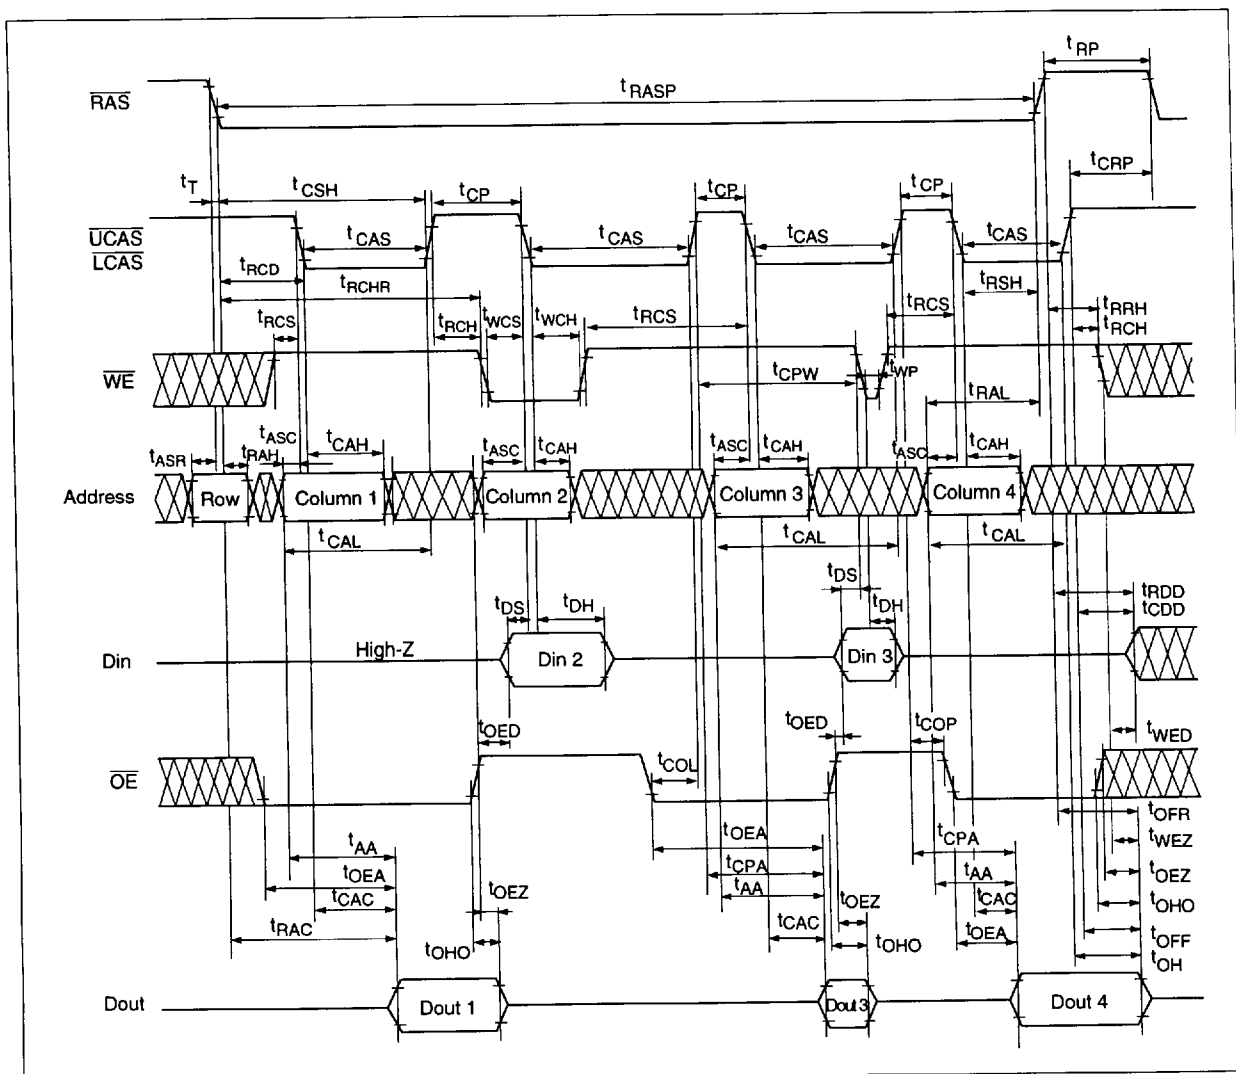 tRP
RAS
tRASP
tT
tCSH
tCP
tCP
tCP
tCRP
UCAS
LCAS
tCAS
tCAS
tCAS
tCAS
tRCD
tRCHR
tRSH
tRCS
tRCH
tWCS
tWCH
tRCS
tRCS
tRRH
tRCH
WE
tCPW
tWP
tRAL
tASR
tASC
tRAH
tCAH
tASC
tCAH
tASC
tCAH
tASC
tCAH
Address
Row
Column 1
Column 2
Column 3
Column 4
tCAL
tCAL
tCAL
tDS
tDH
tDS
tDH
tRDD
tCDD
Din
High-Z
Din 2
Din 3
tOED
tOED
tCOP
tWED
OE
tCOL
tOFR
tAA
tOEA
tCPA
tWEZ
tOEA
tCPA
tAA
tOEZ
tCAC
tOEZ
tAA
tOEZ
tCAC
tOHO
tRAC
tOHO
tCAC
tOHO
tOEA
tOFF
tOH
Dout
Dout 1
Dout 3
Dout 4